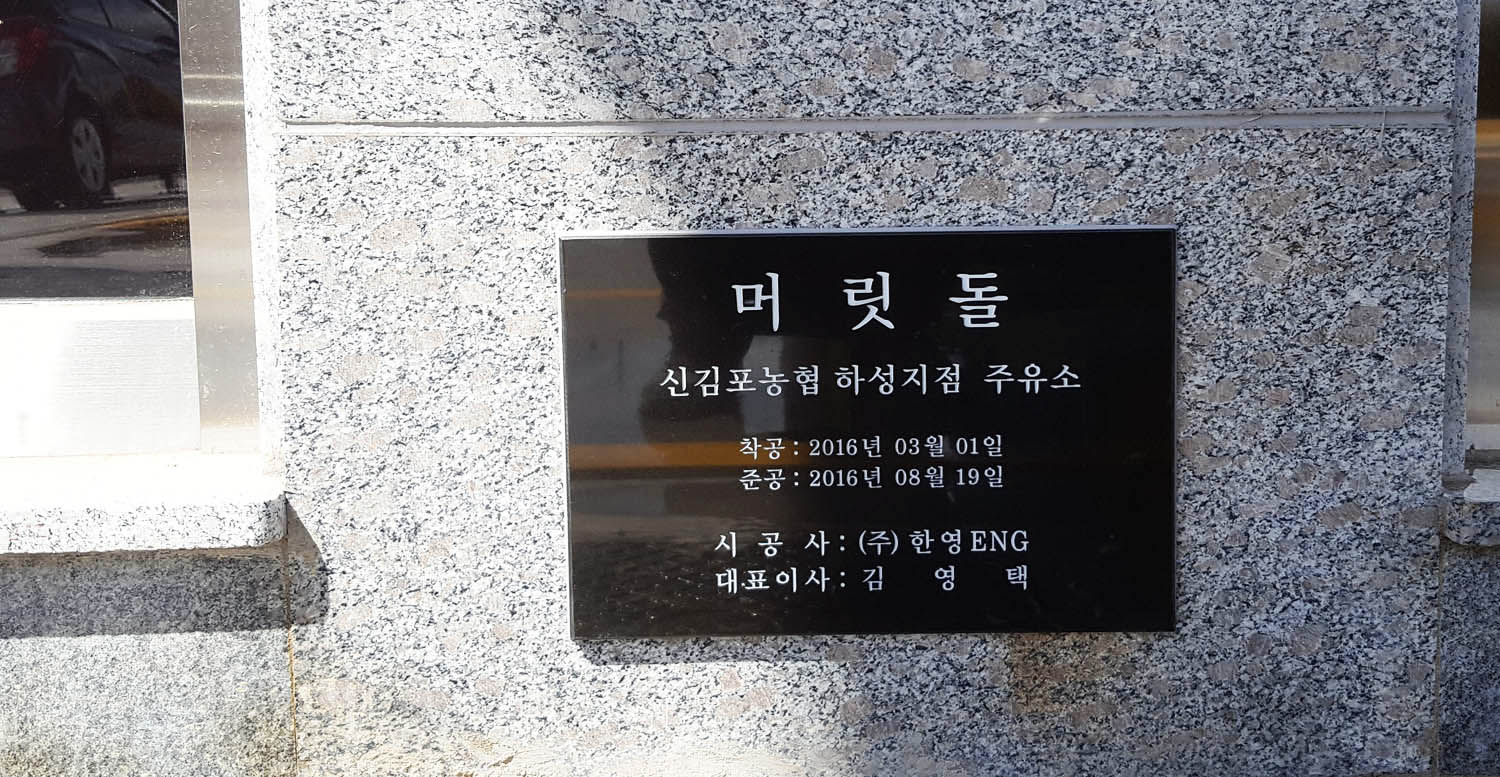 머릿돌
신김포농협 하성지점 주유소
착공 : 2016년 03월 01일
준공 : 2016년 08월 19일
시 공 사 : (주) 한영ENG
대표이사 : 김 영 택